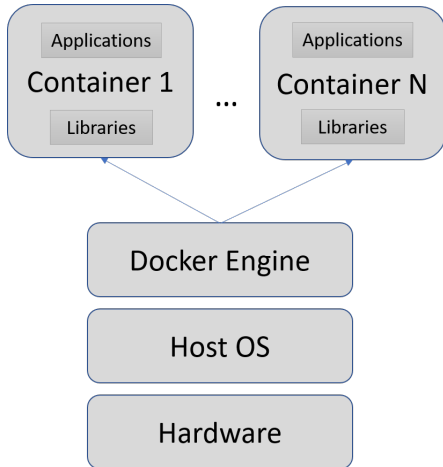 Applications
Container 1
Libraries
...
Applications
Container N
Libraries
Docker Engine
Host OS
Hardware